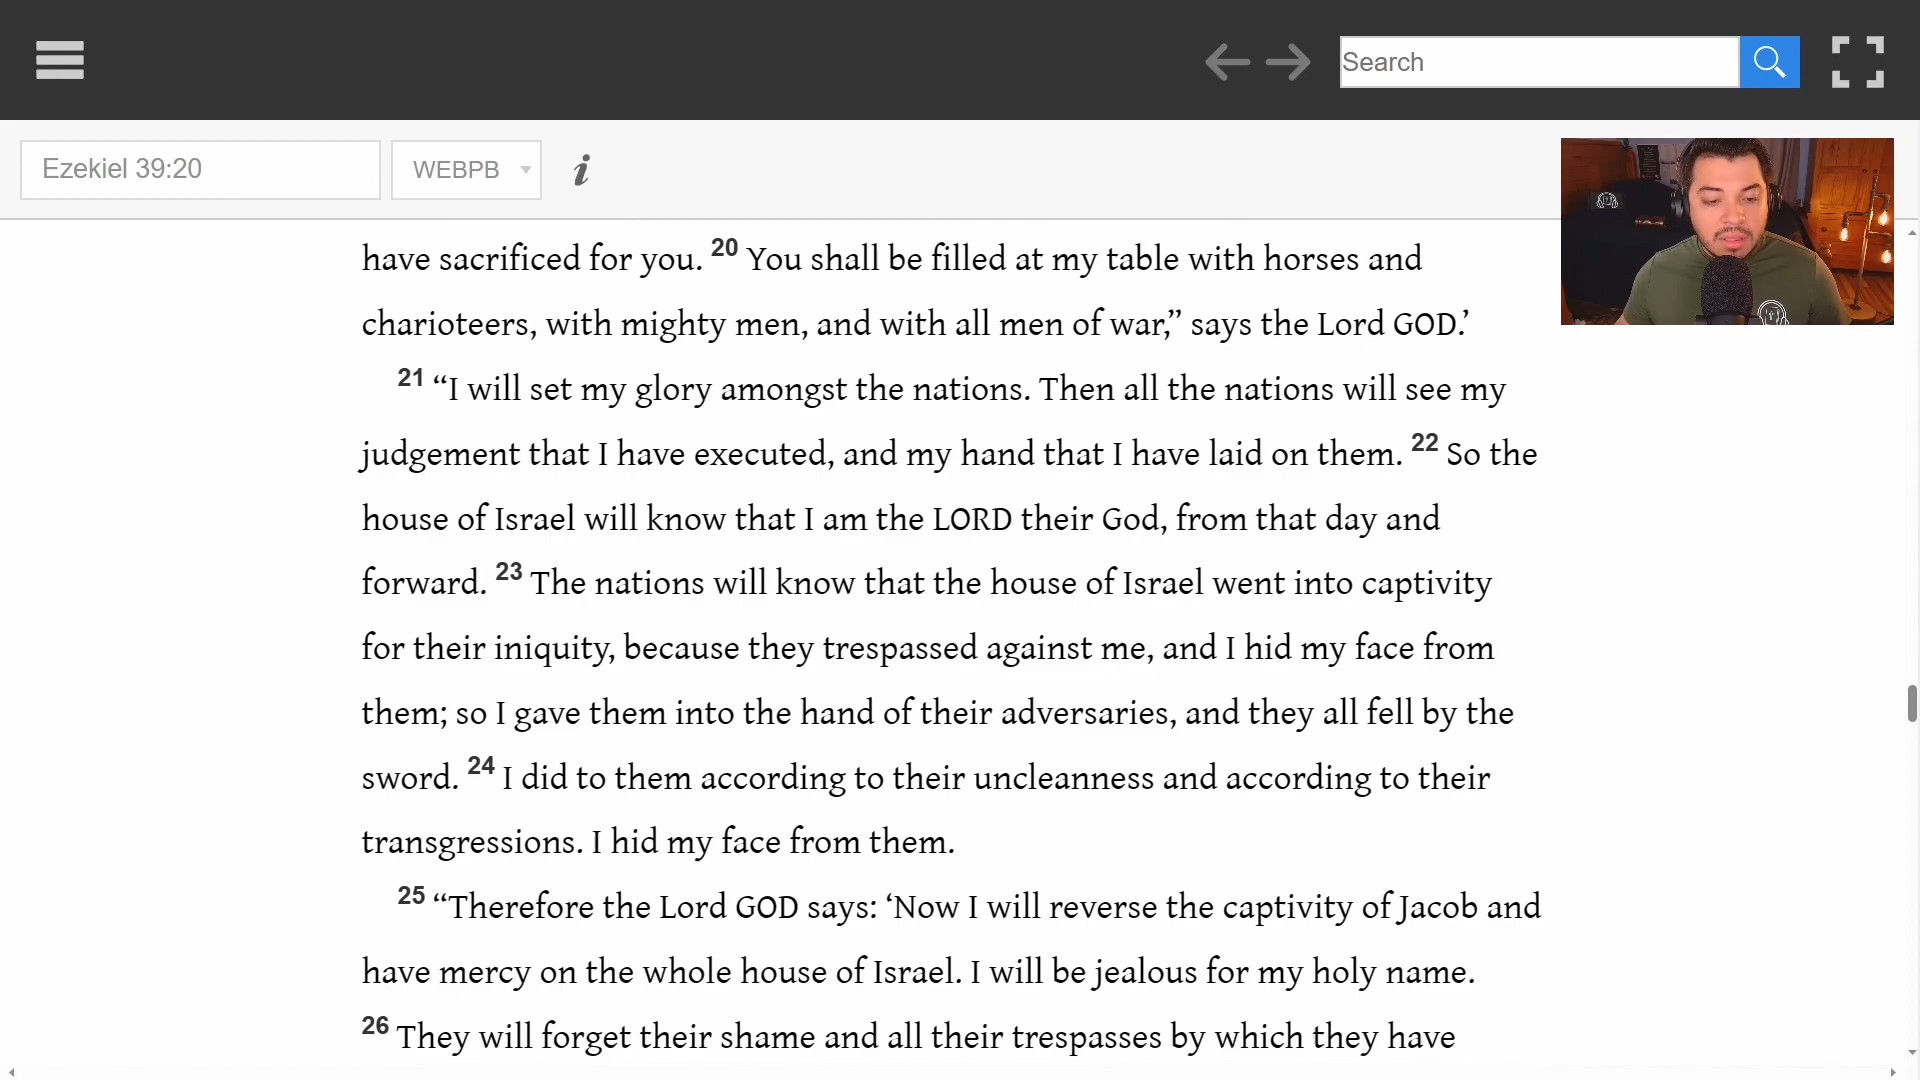 Search
Ezekiel 39:20
WEBPB
i
have sacrificed for you. 20 You shall be filled at my table with horses and
charioteers, with mighty men, and with all men of war,” says the Lord GOD.’
21 “I will set my glory amongst the nations. Then all the nations will see my
judgement that I have executed, and my hand that I have laid on them. 22 So the
house of Israel will know that I am the LORD their God, from that day and
forward. 23 The nations will know that the house of Israel went into captivity
for their iniquity, because they trespassed against me, and I hid my face from
them; so I gave them into the hand of their adversaries, and they all fell by the
sword. 24 I did to them according to their uncleanness and according to their
transgressions. I hid my face from them.
25 “Therefore the Lord GOD says: ‘Now I will reverse the captivity of Jacob and
have mercy on the whole house of Israel. I will be jealous for my holy name.
26 They will forget their shame and all their trespasses by which they have